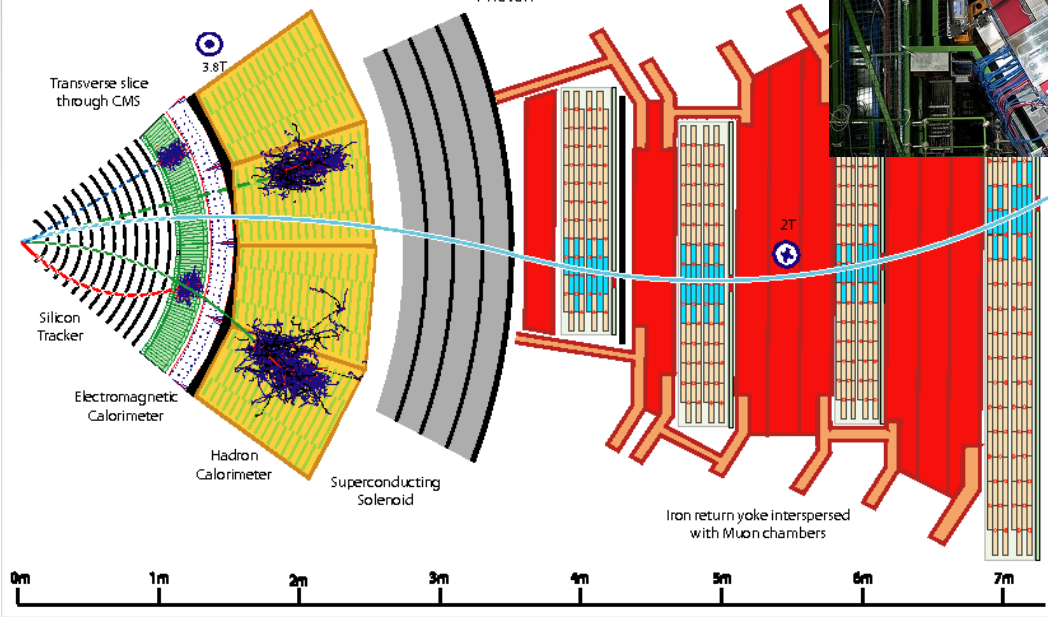 3.8T
Transverse slice
through CMS
2T
Silicon
Tracker
Electromagnetic
Calorimeter
Hadron
Calorimeter
Superconducting
Solenoid
Iron return yoke interspersed
with Muon chambers
0m
1m
2m
3m
4m
5m
6m
7m